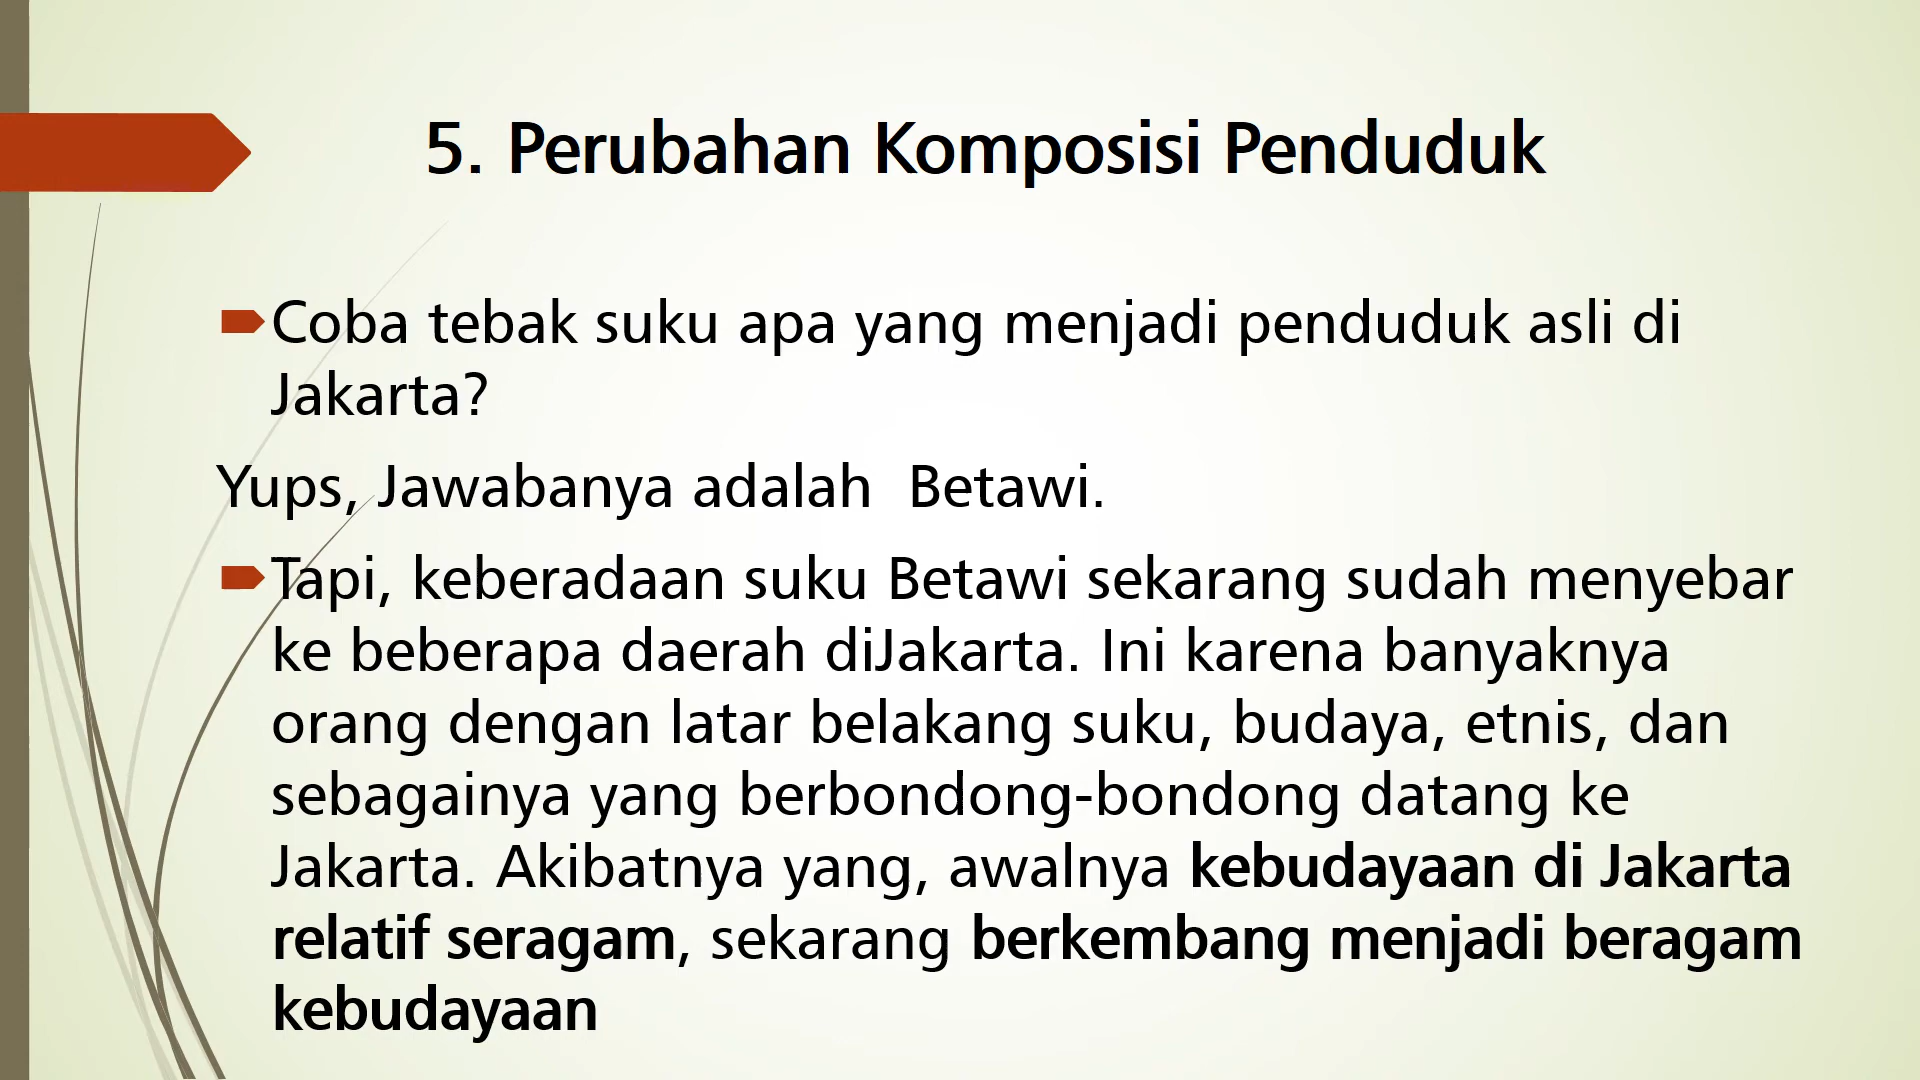 5. Perubahan Komposisi Penduduk
Coba tebak suku apa yang menjadi penduduk asli di
Jakarta?
Yups, Jawabanya adalah  Betawi.
Tapi, keberadaan suku Betawi sekarang sudah menyebar
ke beberapa daerah diJakarta. Ini karena banyaknya
orang dengan latar belakang suku, budaya, etnis, dan
sebagainya yang berbondong-bondong datang ke
Jakarta. Akibatnya yang, awalnya kebudayaan di Jakarta
relatif seragam, sekarang berkembang menjadi beragam
kebudayaan